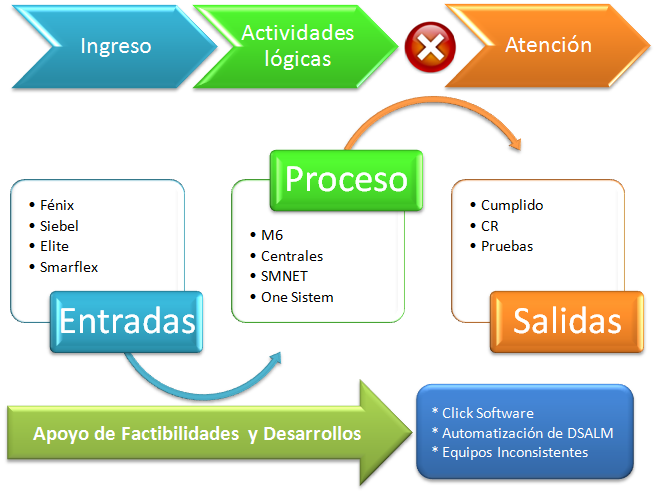 Ingreso
Actividades
lógicas
Atención
Proceso
• Fénix
• Siebel
• Elite
• Smarflex
Entradas
• M6
• Centrales
• SMNET
• One Sistem
• Cumplido
• CR
• Pruebas
Salidas
Apoyo de Factibilidades y Desarrollos
* Click Software
* Automatización de DSALM
* Equipos Inconsistentes